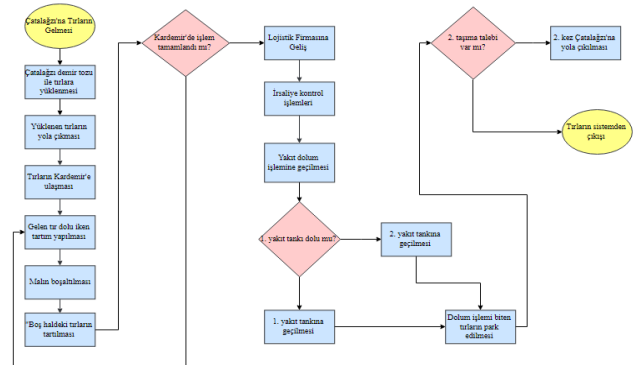 Çatalağzı'na Tırların
Gelmesi
Çatalağzı demir tozu
ile tırlara
yüklenmesi
Yüklenen tırların
yola çıkması
Tırların Kardemir'e
ulaşması
Gelen tır dolu iken
tartım yapılması
Malın boşaltılması
"Boş haldeki tırların
tartılması
Kardemir'de işlem
tamamlandı mı?
Lojistik Firmasına
Geliş
İrsaliye kontrol
işlemleri
Yakıt dolum
işlemine geçilmesi
1. yakıt tankı dolu mu?
2. yakıt tankına
geçilmesi
1. yakıt tankına
geçilmesi
Dolum işlemi biten
tırların park
edilmesi
2. taşıma talebi
var mı?
2. kez Çatalağzı'na
yola çıkılması
Tırların sistemden
çıkışı